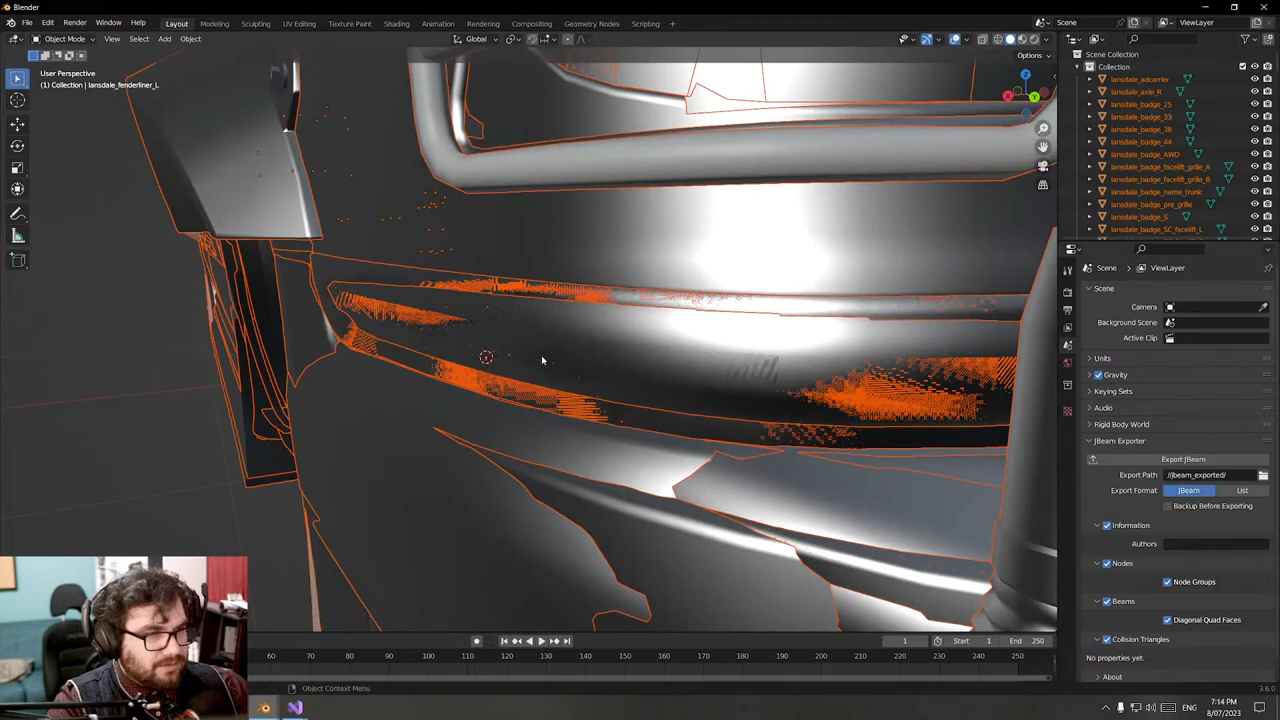 Blender
File Edit Render Window Help
Layout Modeling Sculpting UV Editing Texture Paint Shading Animation Rendering Compositing Geometry Nodes Scripting +
Scene
ViewLayer
Object Mode View Select Add Object
Global
Options
User Perspective
(1) Collection | lansdale_fenderliner_L
X
Y
Z
Scene Collection
Collection
lansdale_adcarrier
lansdale_axle_R
lansdale_badge_25
lansdale_badge_33
lansdale_badge_38
lansdale_badge_44
lansdale_badge_AWD
lansdale_badge_facelift_grille_A
lansdale_badge_facelift_grille_B
lansdale_badge_name_trunk
lansdale_badge_pre_grille
lansdale_badge_S
lansdale_badge_SC_facelift_L
Scene
ViewLayer
Scene
Camera
Background Scene
Active Clip
Units
Gravity
Keying Sets
Audio
Color Management
Rigid Body World
JBeam Exporter
Export JBeam
Export Path //jbeam_exported/
Export Format JBeam List
Backup Before Exporting
Information
Authors
Nodes
Node Groups
Beams
Diagonal Quad Faces
Collision Triangles
No properties yet.
About
1 Start 1 End 250
60 70 80 90 100 110 120 130 140 150 160 170 180 190 200 210 220 230 240 250
Object Context Menu
3.6.0
ENG
7:14 PM
8/07/2023